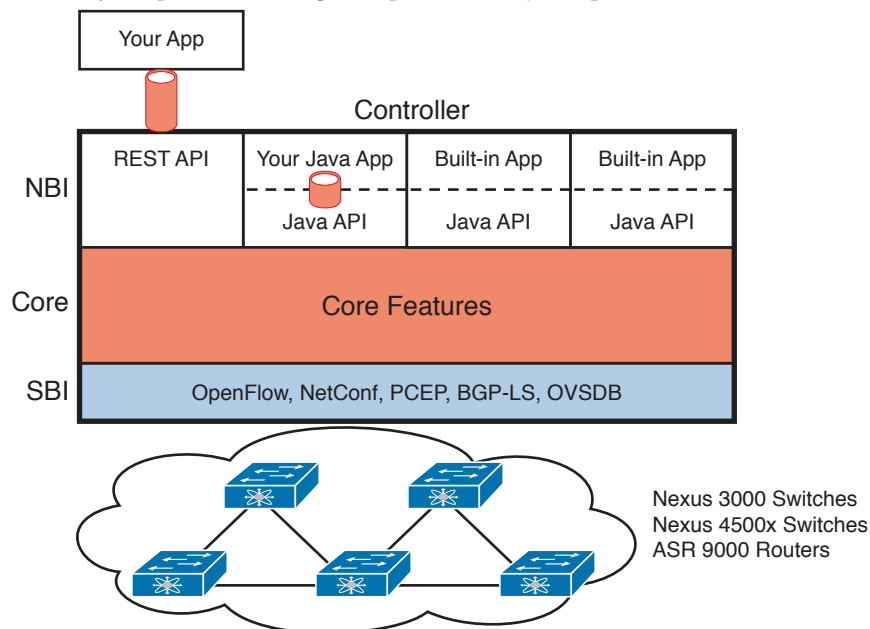 Your App
Controller
NBI
REST API
Your Java App
Built-in App
Built-in App
Java API
Java API
Java API
Core
Core Features
SBI
OpenFlow, NetConf, PCEP, BGP-LS, OVSDB
Nexus 3000 Switches
Nexus 4500x Switches
ASR 9000 Routers